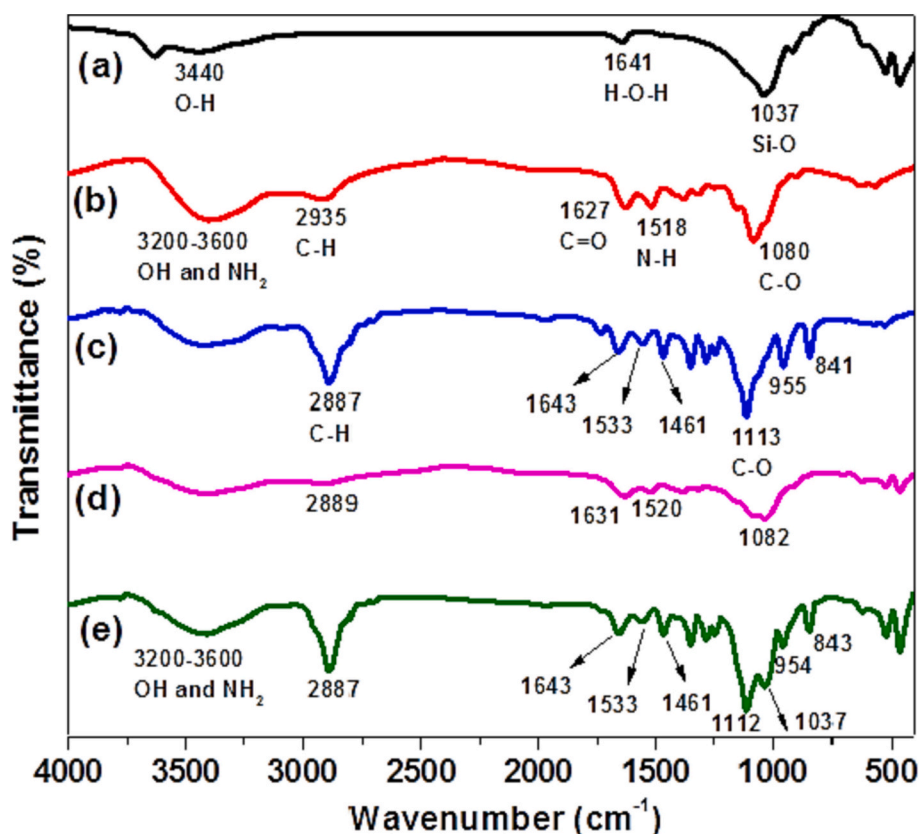 Transmittance (%)
(a)
3440
O-H
1641
H-O-H
1037
Si-O
(b)
3200-3600
OH and NH₂
2935
C-H
1627
C=O
1518
N-H
1080
C-O
(c)
2887
C-H
1643
1533
1461
1113
C-O
955
841
(d)
2889
1631
1520
1082
(e)
3200-3600
OH and NH₂
2887
1643
1533
1461
1112
1037
954
843
4000 3500 3000 2500 2000 1500 1000 500
Wavenumber (cm⁻¹)